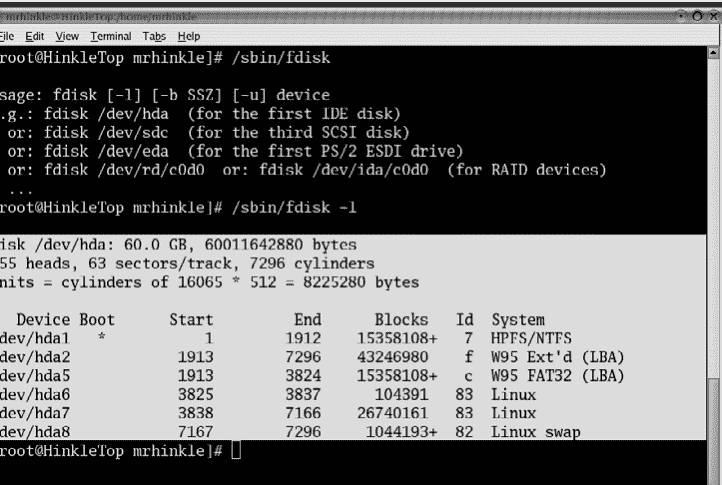 mrhinkle@HinkleTop:/home/mrhinkle
File Edit View Terminal Tabs Help
root@HinkleTop mrhinkle]# /sbin/fdisk
sage: fdisk [-l] [-b SSZ] [-u] device
.g.: fdisk /dev/hda (for the first IDE disk)
or: fdisk /dev/sdc (for the third SCSI disk)
or: fdisk /dev/eda (for the first PS/2 ESDI drive)
or: fdisk /dev/rd/c0d0 or: fdisk /dev/ida/c0d0 (for RAID devices)
...
root@HinkleTop mrhinkle]# /sbin/fdisk -l
isk /dev/hda: 60.0 GB, 60011642880 bytes
55 heads, 63 sectors/track, 7296 cylinders
nits = cylinders of 16065 * 512 = 8225280 bytes
Device Boot Start End Blocks Id System
dev/hda1 * 1 1912 15358108+ 7 HPFS/NTFS
dev/hda2 1913 7296 43246980 f W95 Ext'd (LBA)
dev/hda5 1913 3824 15358108+ c W95 FAT32 (LBA)
dev/hda6 3825 3837 104391 83 Linux
dev/hda7 3838 7166 26740161 83 Linux
dev/hda8 7167 7296 1044193+ 82 Linux swap
root@HinkleTop mrhinkle]#